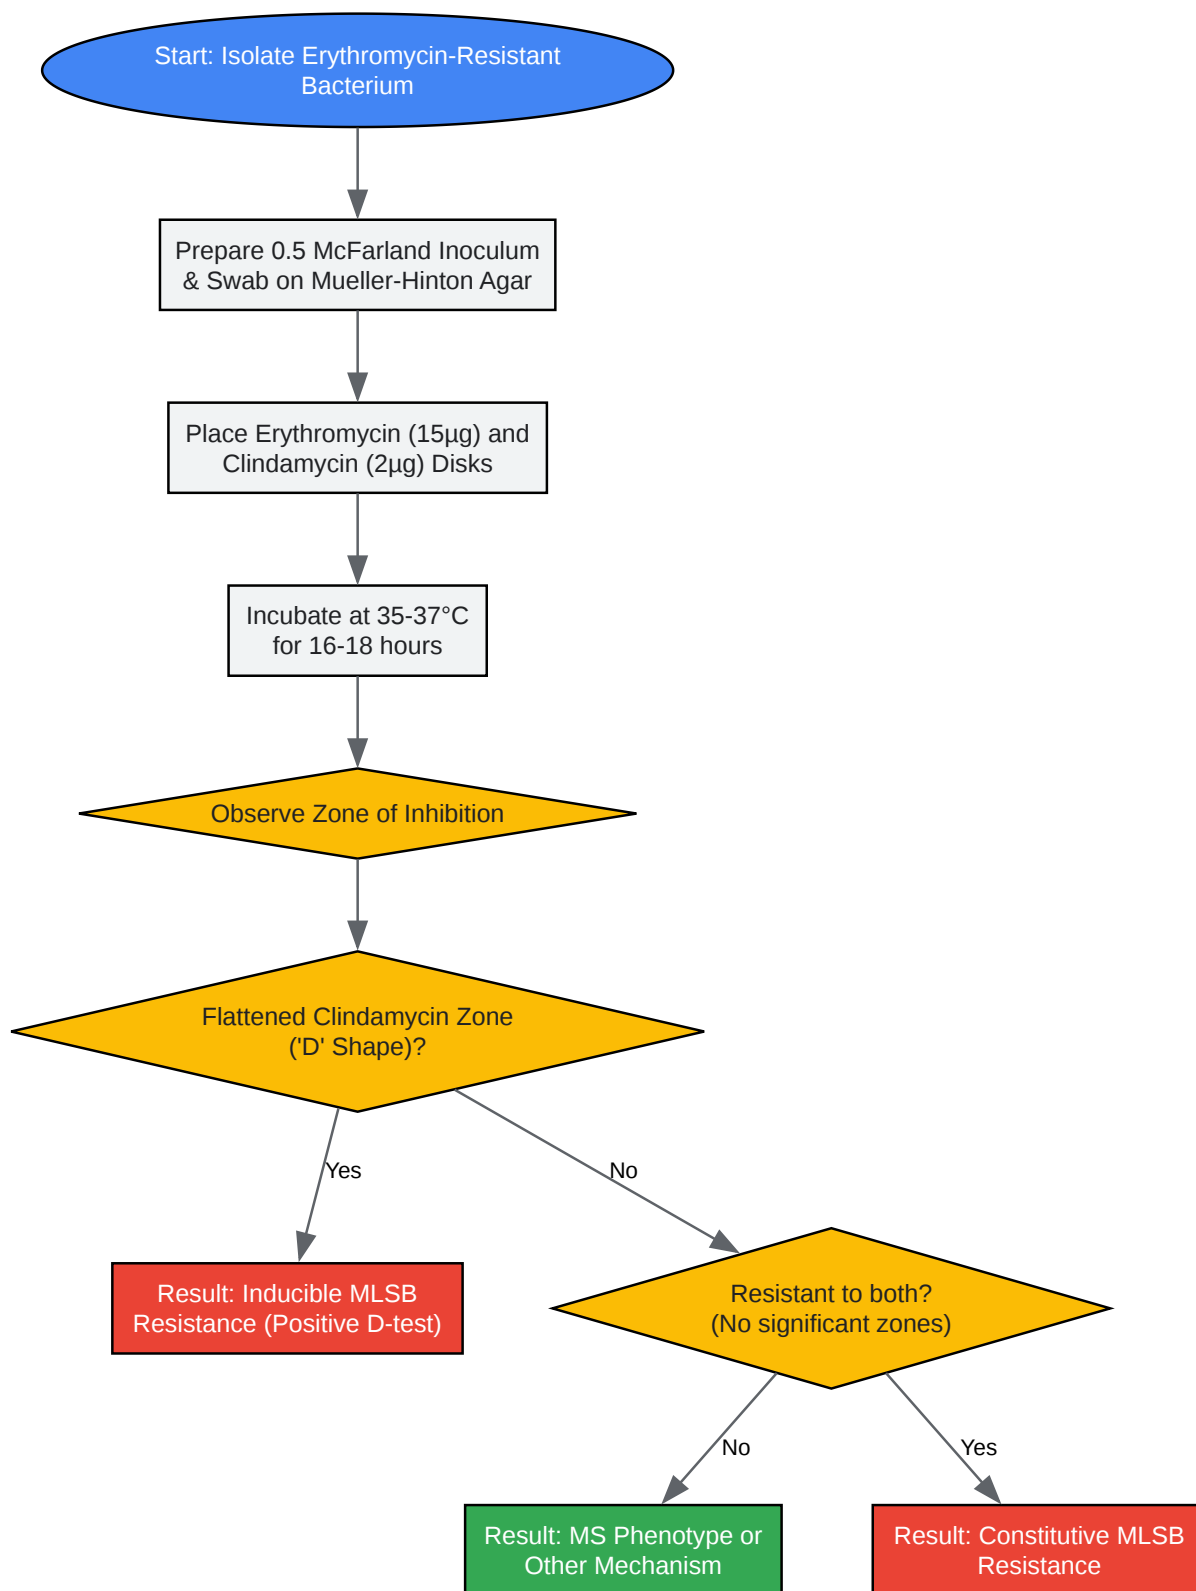 Start: Isolate Erythromycin-Resistant
Bacterium
Prepare 0.5 McFarland Inoculum
& Swab on Mueller-Hinton Agar
Place Erythromycin (15µg) and
Clindamycin (2µg) Disks
Incubate at 35-37°C
for 16-18 hours
Observe Zone of Inhibition
Flattened Clindamycin Zone
('D' Shape)?
Yes
No
Result: Inducible MLSB
Resistance (Positive D-test)
Resistant to both?
(No significant zones)
No
Yes
Result: MS Phenotype or
Other Mechanism
Result: Constitutive MLSB
Resistance